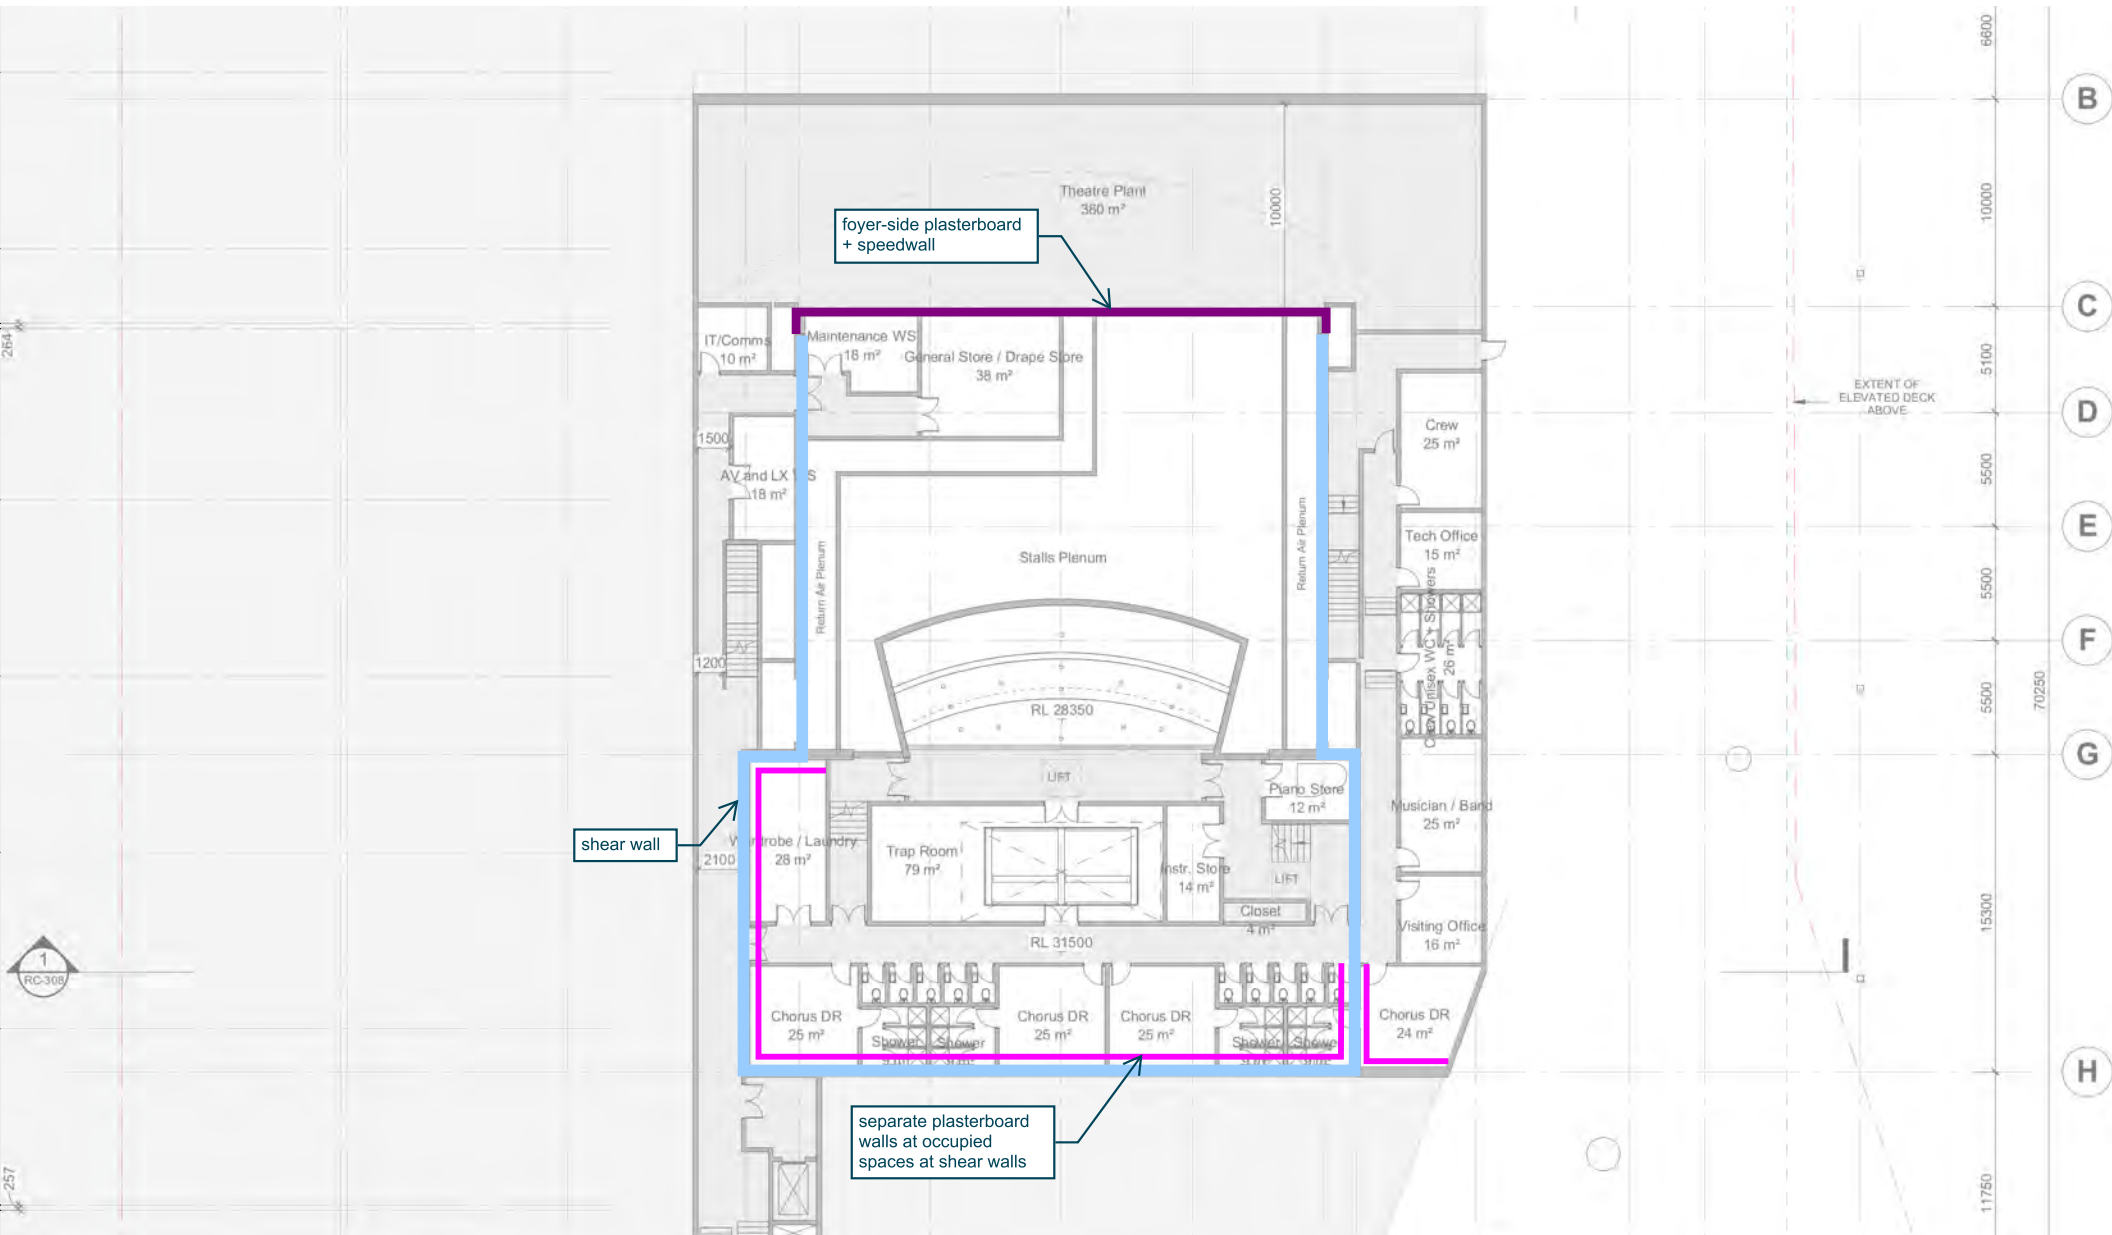 6600
B
Theatre Plant
360 m²
10000
10000
foyer-side plasterboard
+ speedwall
C
264
IT/Comms
10 m²
Maintenance WS
18 m²
General Store / Drape Store
38 m²
5100
EXTENT OF
ELEVATED DECK
ABOVE
D
1500
Crew
25 m²
AV and LX WS
18 m²
5500
Return Air Plenum
Return Air Plenum
E
Tech Office
15 m²
Stalls Plenum
5500
Crew Unisex WC + Showers
26 m²
F
1200
5500
70250
RL 28350
G
LIFT
Piano Store
12 m²
Musician / Band
25 m²
shear wall
2100
Wardrobe / Laundry
28 m²
Trap Room
79 m²
Instr. Store
14 m²
LIFT
Closet
4 m²
15300
Visiting Office
16 m²
RL 31500
1
RC-308
Chorus DR
25 m²
Shower
Shower
Chorus DR
25 m²
Chorus DR
25 m²
Shower
Chorus DR
24 m²
H
separate plasterboard
walls at occupied
spaces at shear walls
257
11750